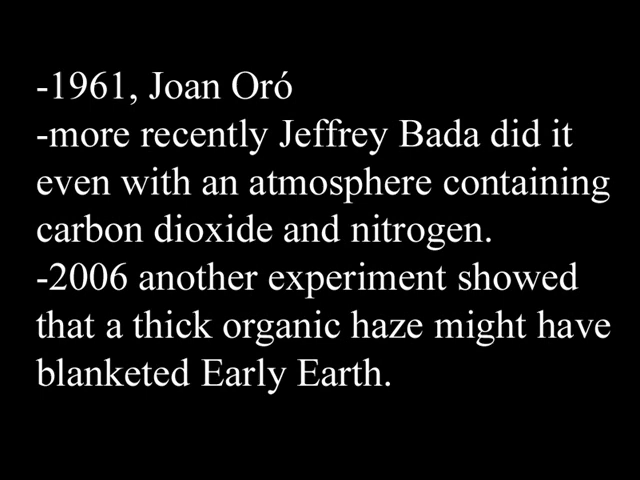 -1961, Joan Oró
-more recently Jeffrey Bada did it
even with an atmosphere containing
carbon dioxide and nitrogen.
-2006 another experiment showed
that a thick organic haze might have
blanketed Early Earth.